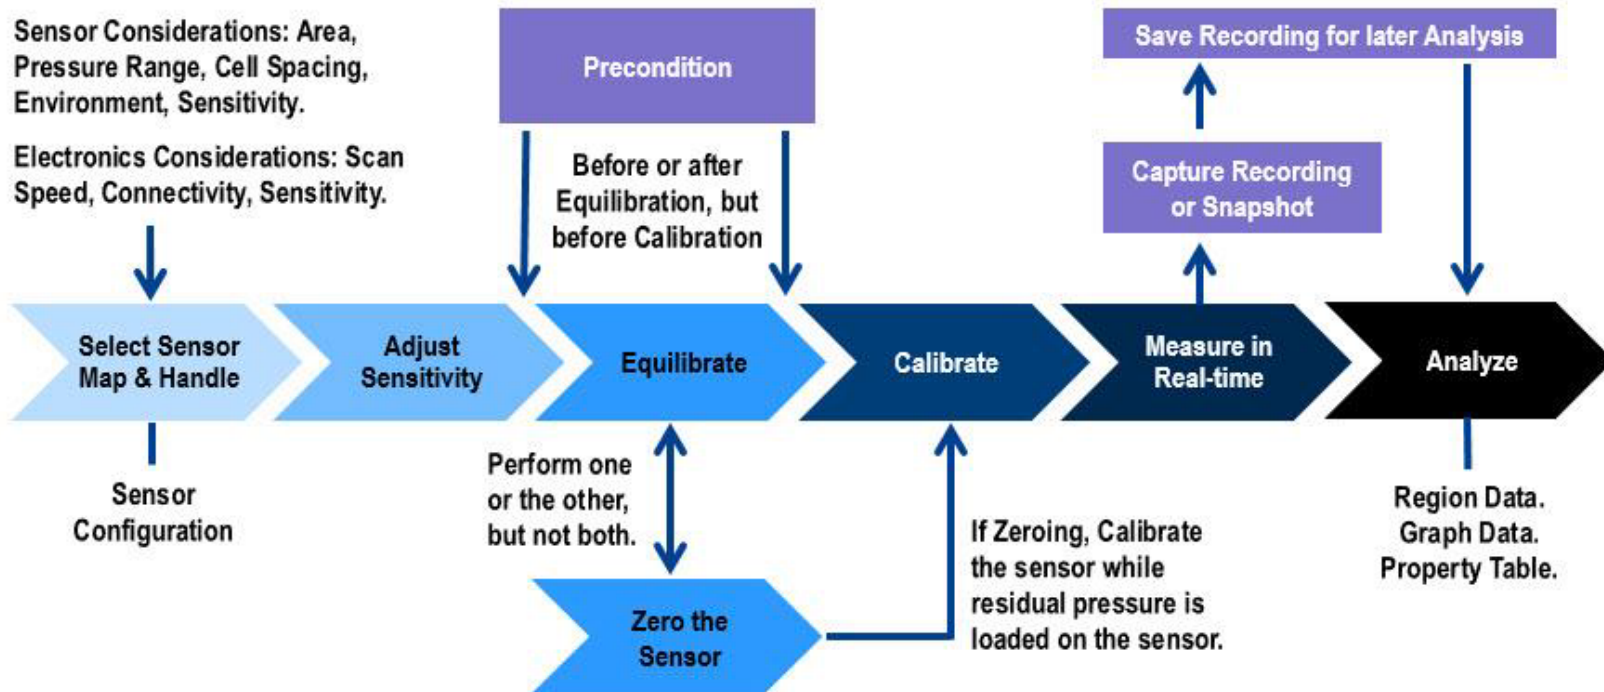 Sensor Considerations: Area,
Pressure Range, Cell Spacing,
Environment, Sensitivity.
Electronics Considerations: Scan
Speed, Connectivity, Sensitivity.
Precondition
Before or after
Equilibration, but
before Calibration
Save Recording for later Analysis
Capture Recording
or Snapshot
Select Sensor
Map & Handle
Adjust
Sensitivity
Equilibrate
Calibrate
Measure in
Real-time
Analyze
Sensor
Configuration
Perform one
or the other,
but not both.
Zero the
Sensor
If Zeroing, Calibrate
the sensor while
residual pressure is
loaded on the sensor.
Region Data.
Graph Data.
Property Table.